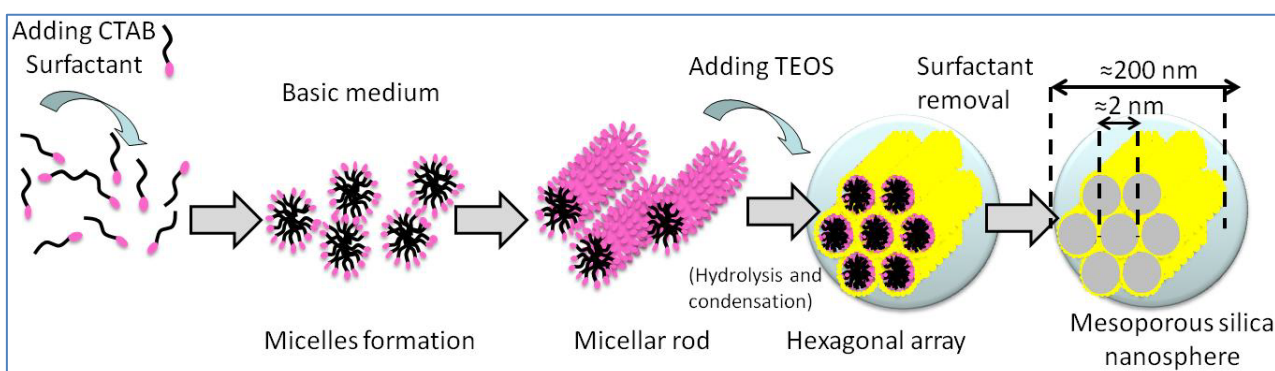 Adding CTAB
Surfactant
Basic medium
Micelles formation
Micellar rod
Adding TEOS
(Hydrolysis and
condensation)
Hexagonal array
Surfactant
removal
≈200 nm
≈2 nm
Mesoporous silica
nanosphere